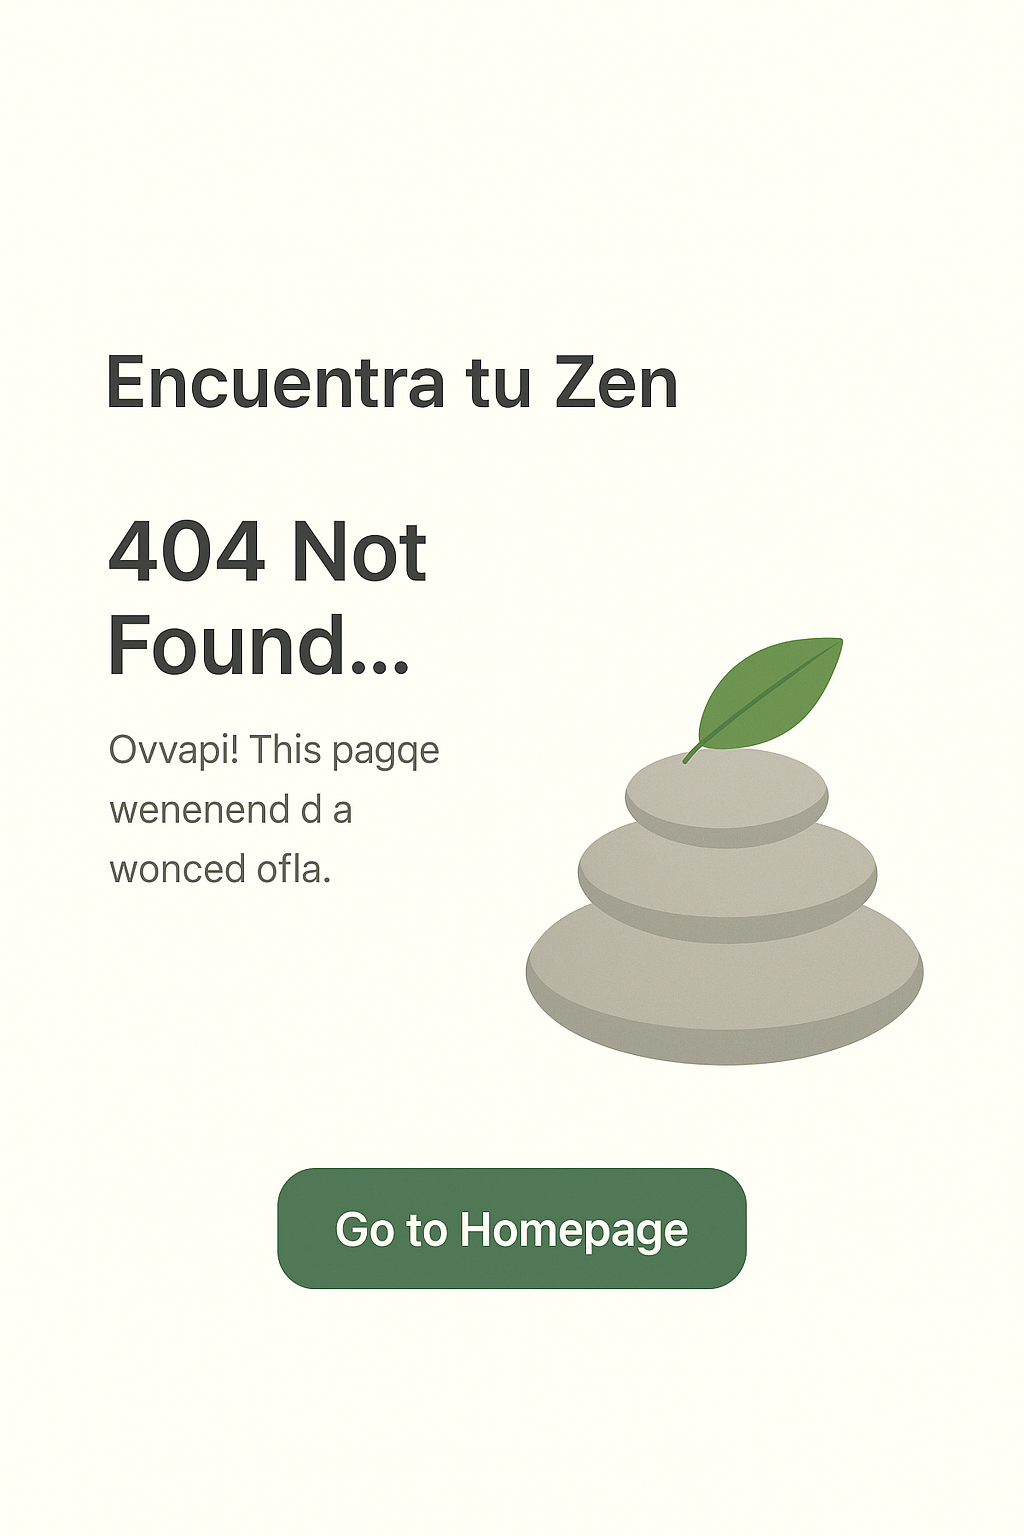 Encuentra tu Zen
404 Not
Found...
Ovvapi! This pagqe
wenenend d a
wonced ofla.
Go to Homepage